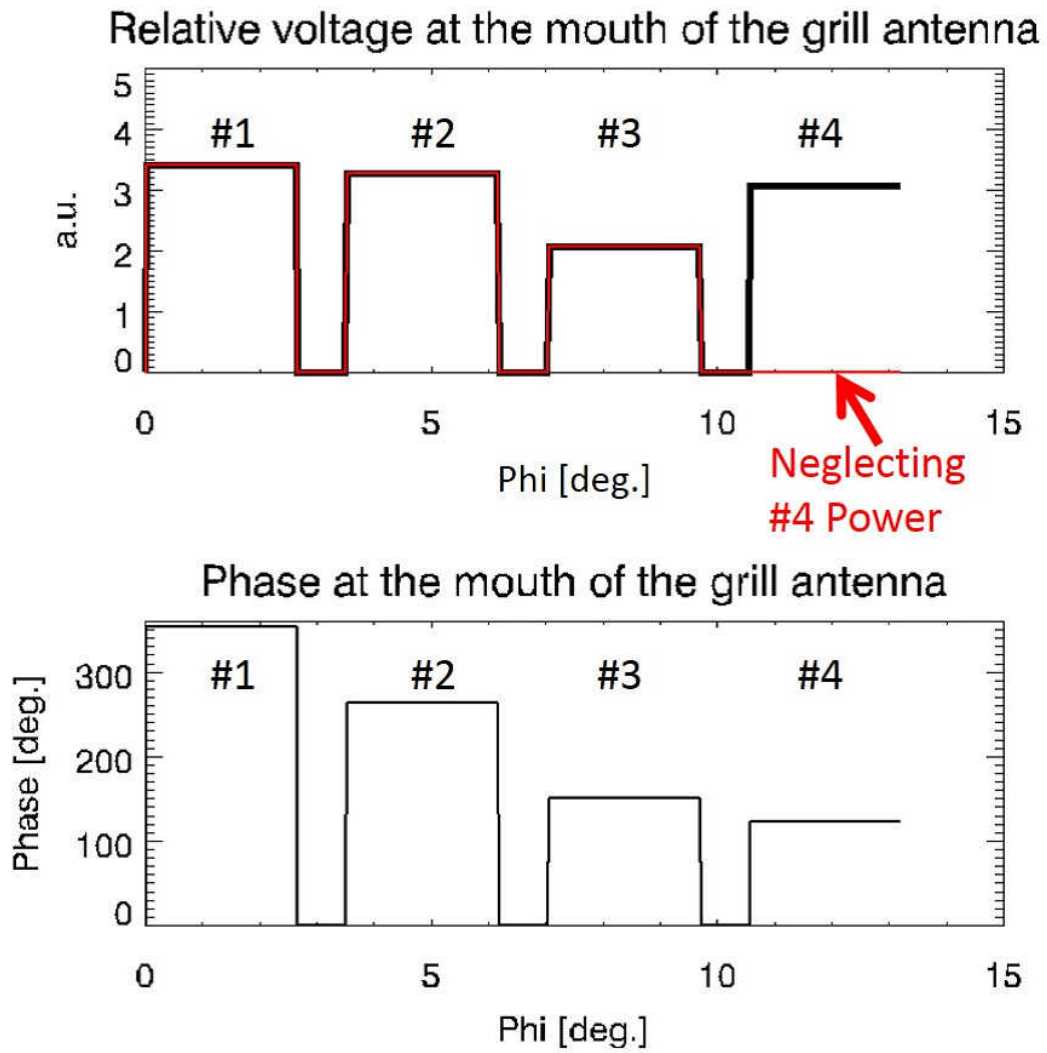 Relative voltage at the mouth of the grill antenna
5
4
3
2
1
0
a.u.
#1 #2 #3 #4
0 5 10 15
Phi [deg.]
Neglecting
#4 Power
Phase at the mouth of the grill antenna
300
200
100
0
Phase [deg.]
#1 #2 #3 #4
0 5 10 15
Phi [deg.]